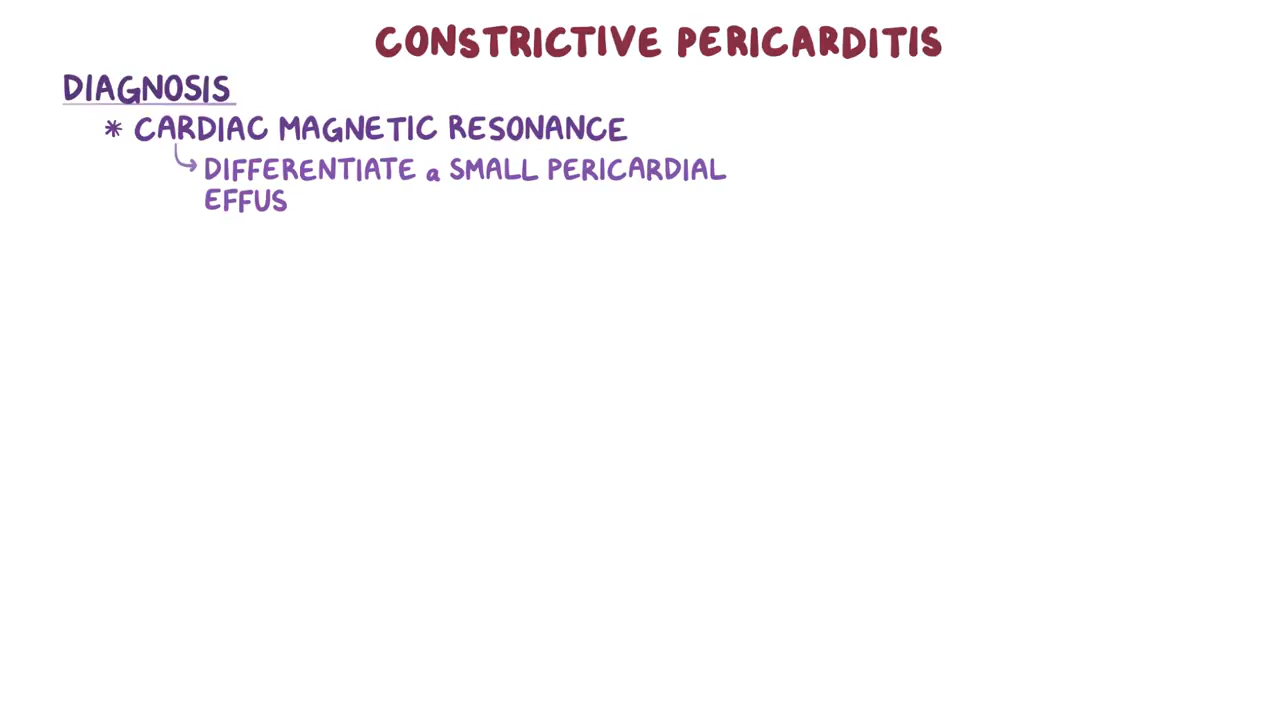 CONSTRICTIVE PERICARDITIS
DIAGNOSIS
* CARDIAC MAGNETIC RESONANCE
DIFFERENTIATE a SMALL PERICARDIAL
EFFUS